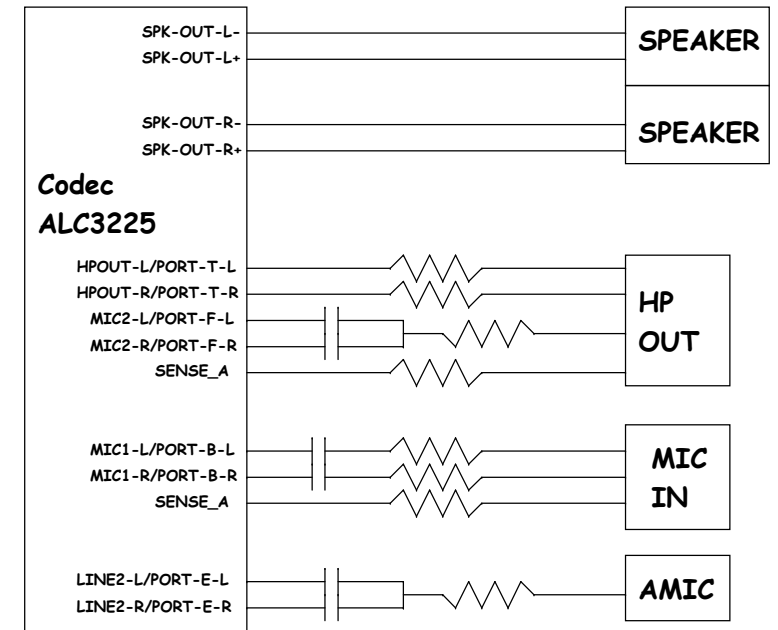 SPK-OUT-L-
SPK-OUT-L+
SPEAKER
SPK-OUT-R-
SPK-OUT-R+
SPEAKER
Codec
ALC3225
HPOUT-L/PORT-T-L
HPOUT-R/PORT-T-R
MIC2-L/PORT-F-L
MIC2-R/PORT-F-R
SENSE_A
HP
OUT
MIC1-L/PORT-B-L
MIC1-R/PORT-B-R
SENSE_A
MIC
IN
LINE2-L/PORT-E-L
LINE2-R/PORT-E-R
AMIC